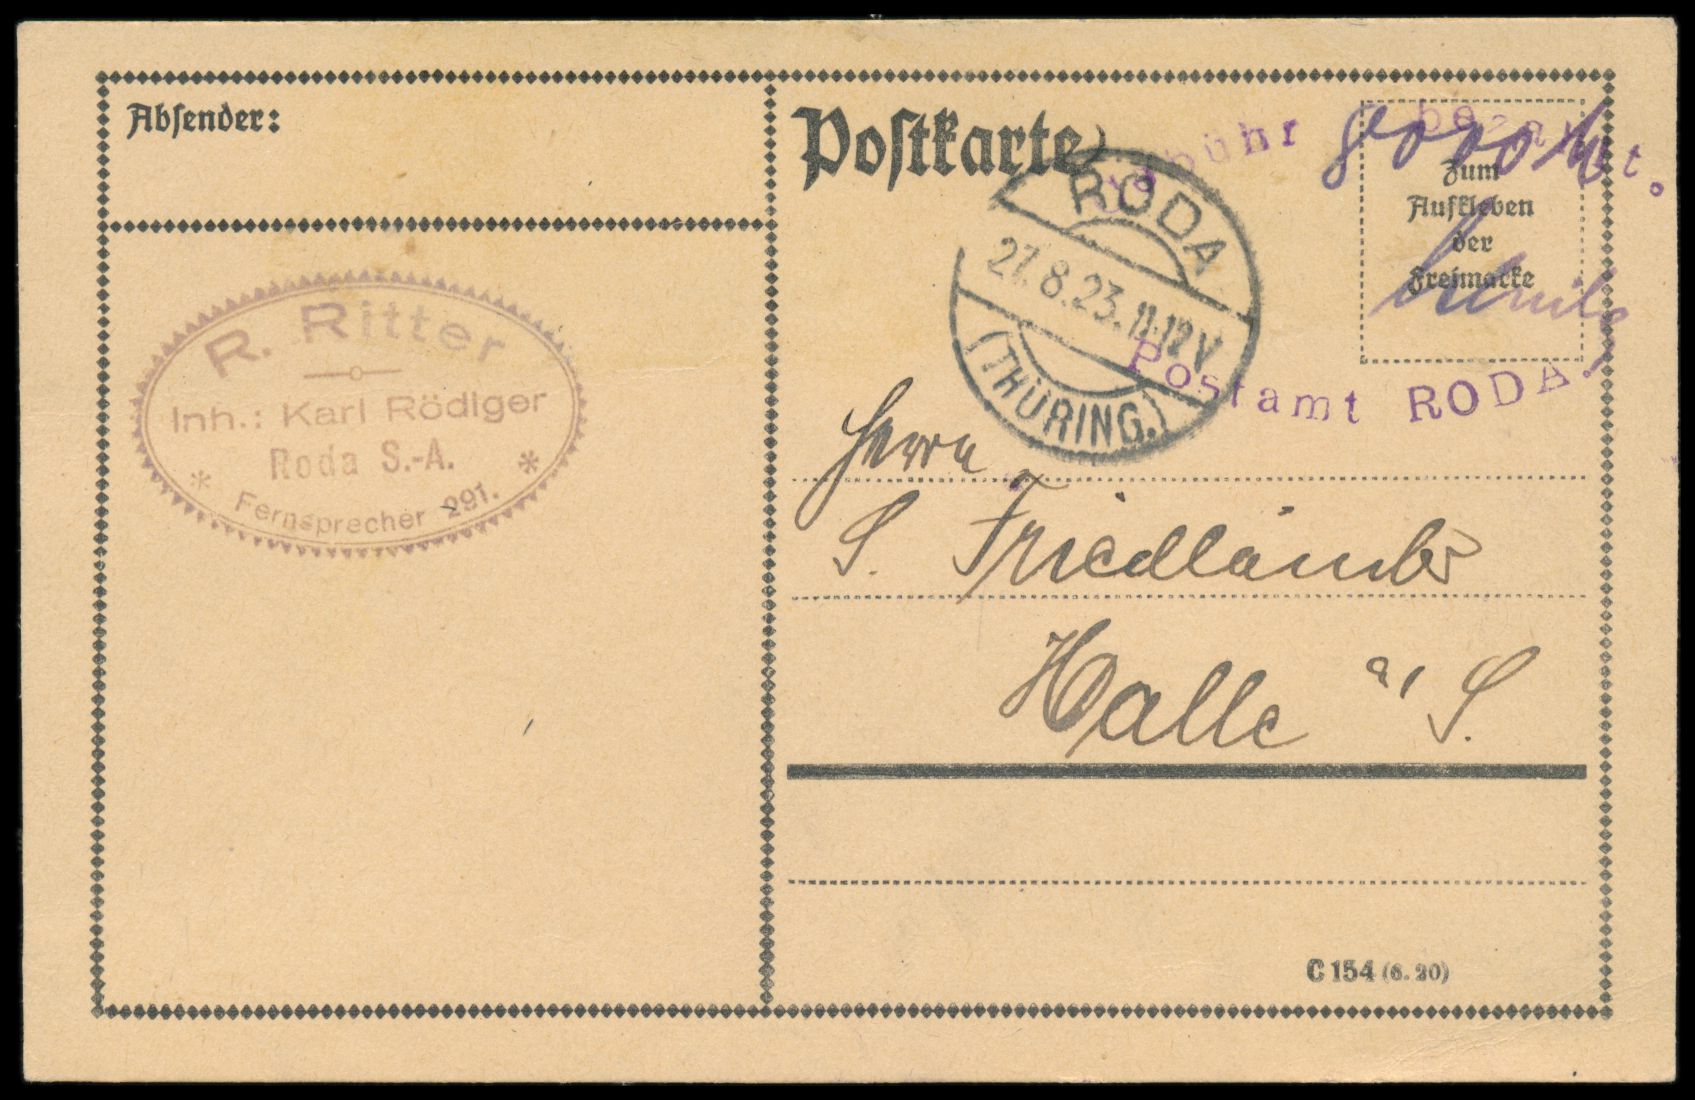 Absender:
R. Ritter
Inh.: Karl Rödiger
Roda S.-A.
* Fernsprecher 291. *
Postkarte
Gebühr bezahlt.
8000 M
Zum
Aufkleben
der
Freimarke
Postamt RODA.
RODA
27.8.23. 11-12 V
(THÜRING.)
Herrn
S. Friedländer
Halle a/S.
C 154 (6. 20)